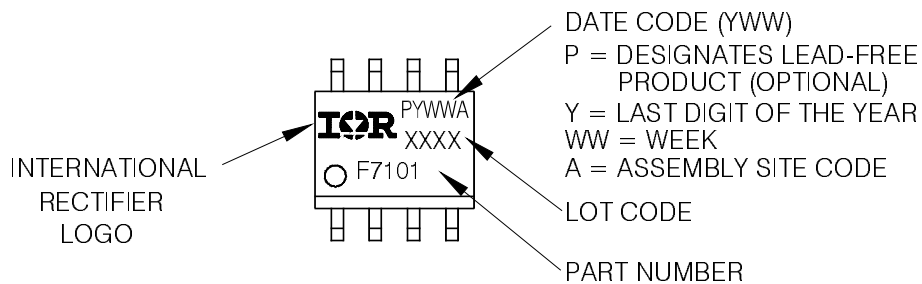 DATE CODE (YWW)
P = DESIGNATES LEAD-FREE
PRODUCT (OPTIONAL)
Y = LAST DIGIT OF THE YEAR
WW = WEEK
A = ASSEMBLY SITE CODE
LOT CODE
PART NUMBER
INTERNATIONAL
RECTIFIER
LOGO
IOR
PYWWA
XXXX
F7101